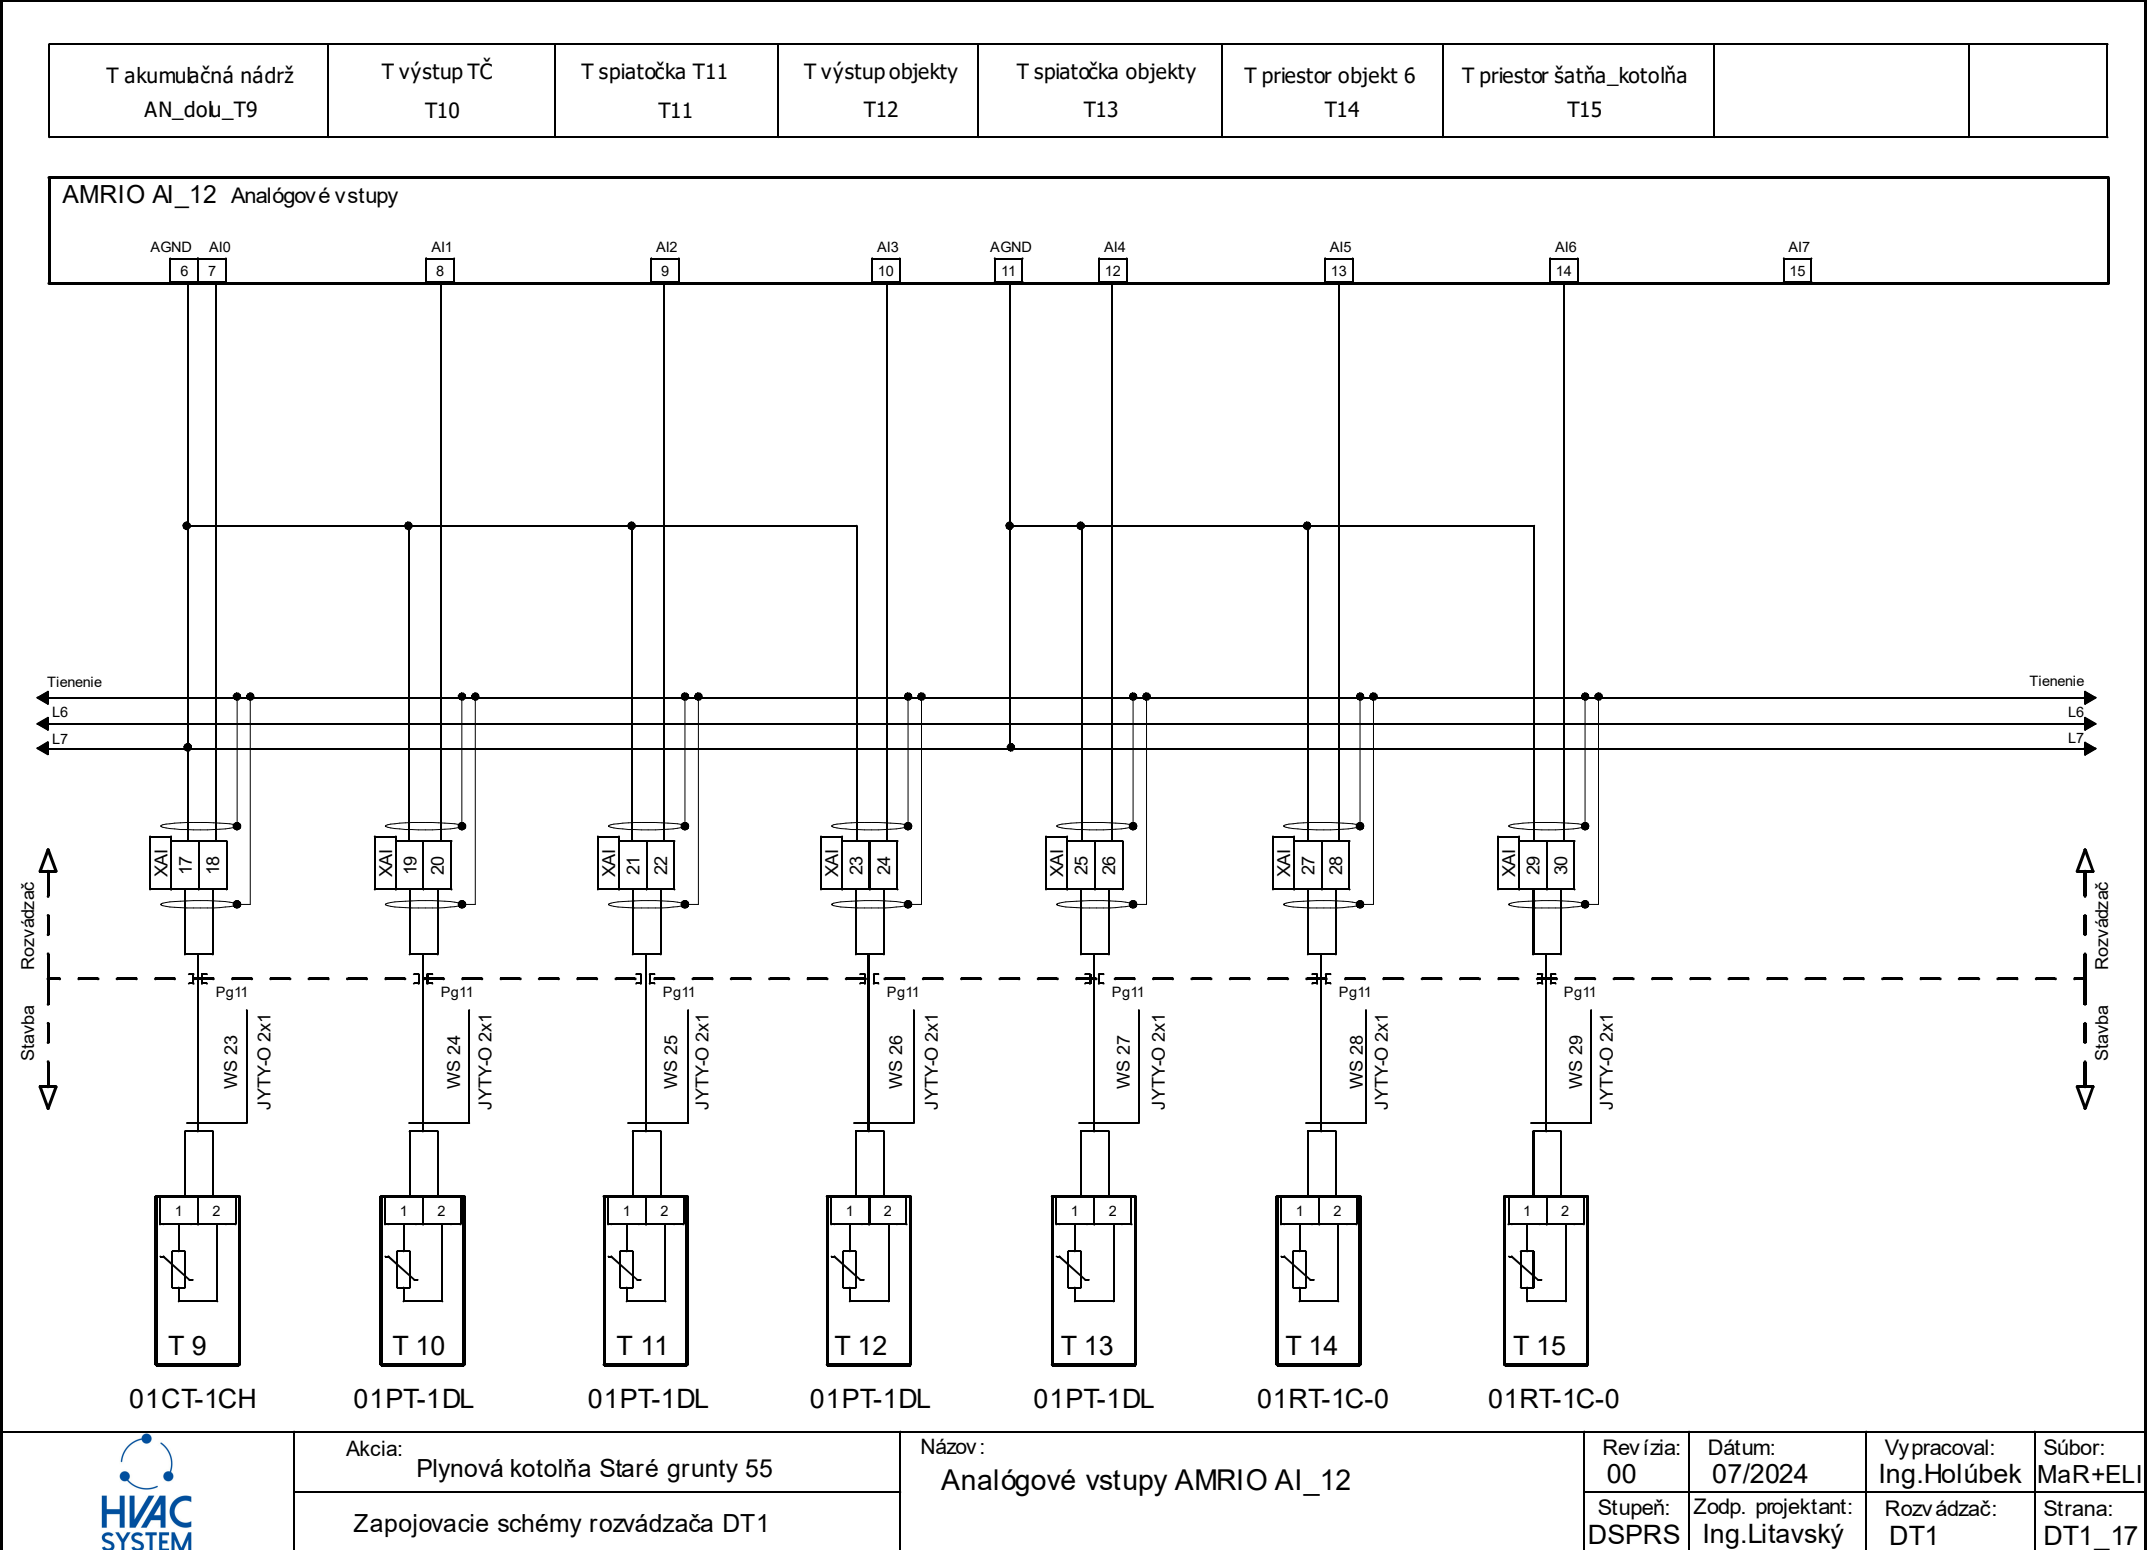 T akumulačná nádrž
AN_dolu_T9
T výstup TČ
T10
T spiatočka T11
T11
T výstup objekty
T12
T spiatočka objekty
T13
T priestor objekt 6
T14
T priestor šatňa_kotolňa
T15
AMRIO AI_12 Analógové vstupy
AGND AI0 AI1 AI2 AI3 AGND AI4 AI5 AI6 AI7
6 7 8 9 10 11 12 13 14 15
Tienenie Tienenie
L6 L6
L7 L7
XAI 17 18 XAI 19 20 XAI 21 22 XAI 23 24 XAI 25 26 XAI 27 28 XAI 29 30
Rozvádzač Rozvádzač
Pg11 Pg11 Pg11 Pg11 Pg11 Pg11 Pg11
Stavba Stavba
WS 23
JYTY-O 2x1
WS 24
JYTY-O 2x1
WS 25
JYTY-O 2x1
WS 26
JYTY-O 2x1
WS 27
JYTY-O 2x1
WS 28
JYTY-O 2x1
WS 29
JYTY-O 2x1
1 2 1 2 1 2 1 2 1 2 1 2 1 2
T 9 T 10 T 11 T 12 T 13 T 14 T 15
01CT-1CH 01PT-1DL 01PT-1DL 01PT-1DL 01PT-1DL 01RT-1C-0 01RT-1C-0
HVAC
SYSTEM
Akcia:
Plynová kotolňa Staré grunty 55
Zapojovacie schémy rozvádzača DT1
Názov:
Analógové vstupy AMRIO AI_12
Revízia:
00
Dátum:
07/2024
Vypracoval:
Ing.Holúbek
Súbor:
MaR+ELI
Stupeň:
DSPRS
Zodp. projektant:
Ing.Litavský
Rozvádzač:
DT1
Strana:
DT1_17